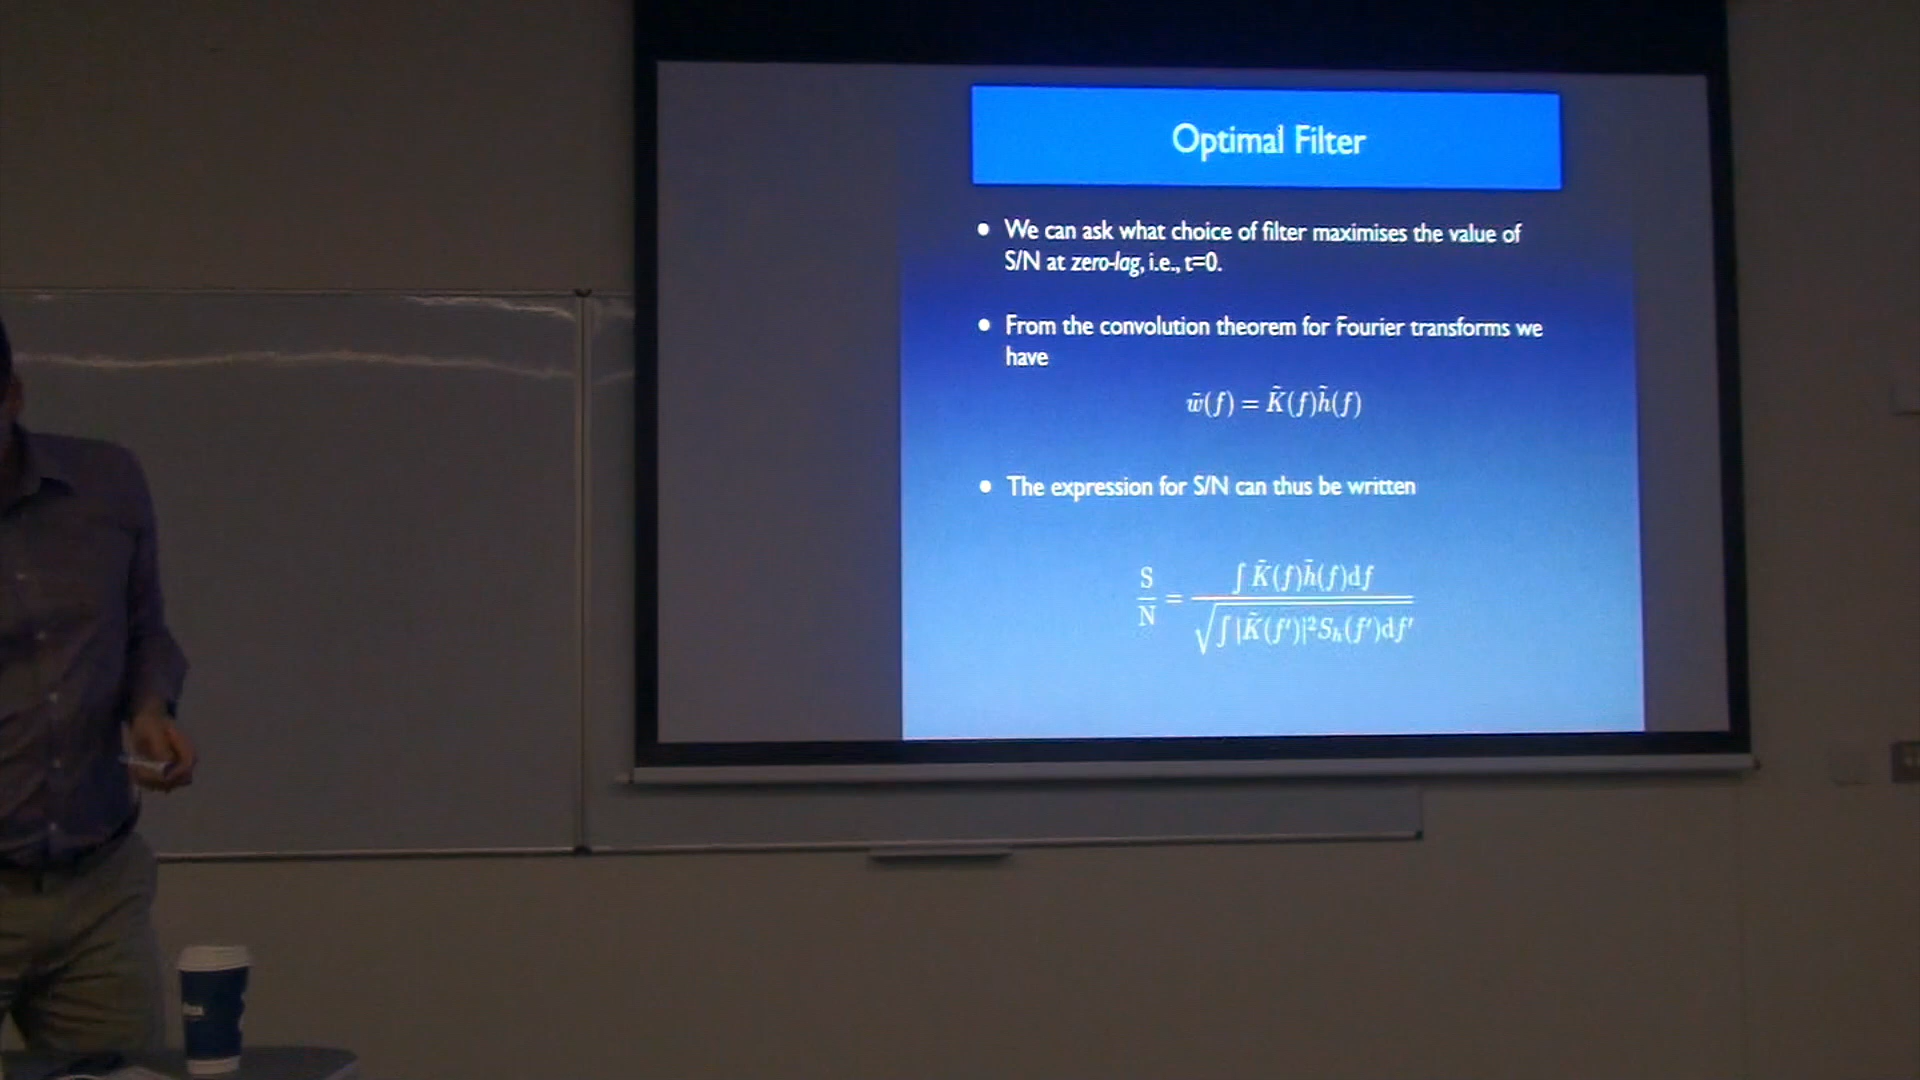 Optimal Filter
• We can ask what choice of filter maximises the value of
S/N at zero-lag, i.e., t=0.
• From the convolution theorem for Fourier transforms we
have
w̃(f) = K̃(f)h̃(f)
• The expression for S/N can thus be written
S/N = ∫ K̃(f)h̃(f)df / √∫ |K̃(f′)|²Sₕ(f′)df′